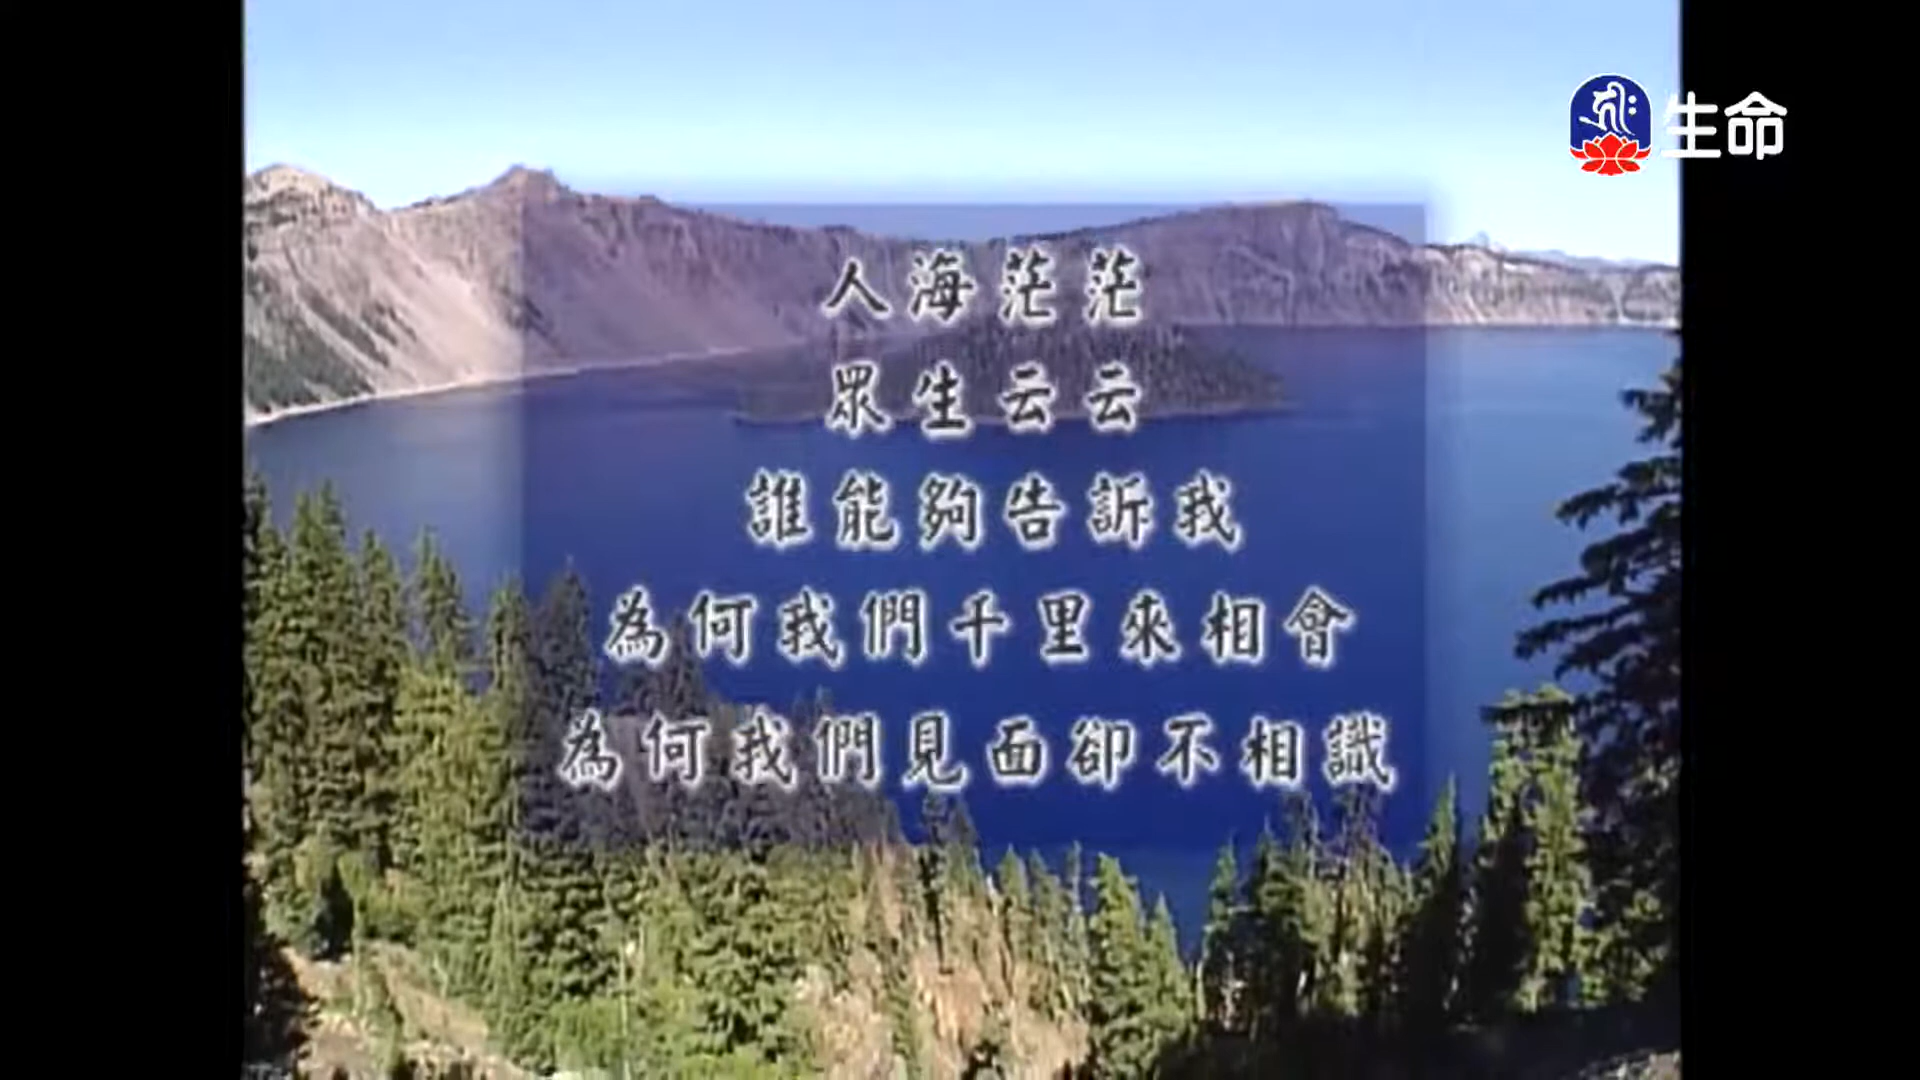 生命
人海茫茫
眾生云云
誰能夠告訴我
為何我們千里來相會
為何我們見面卻不相識